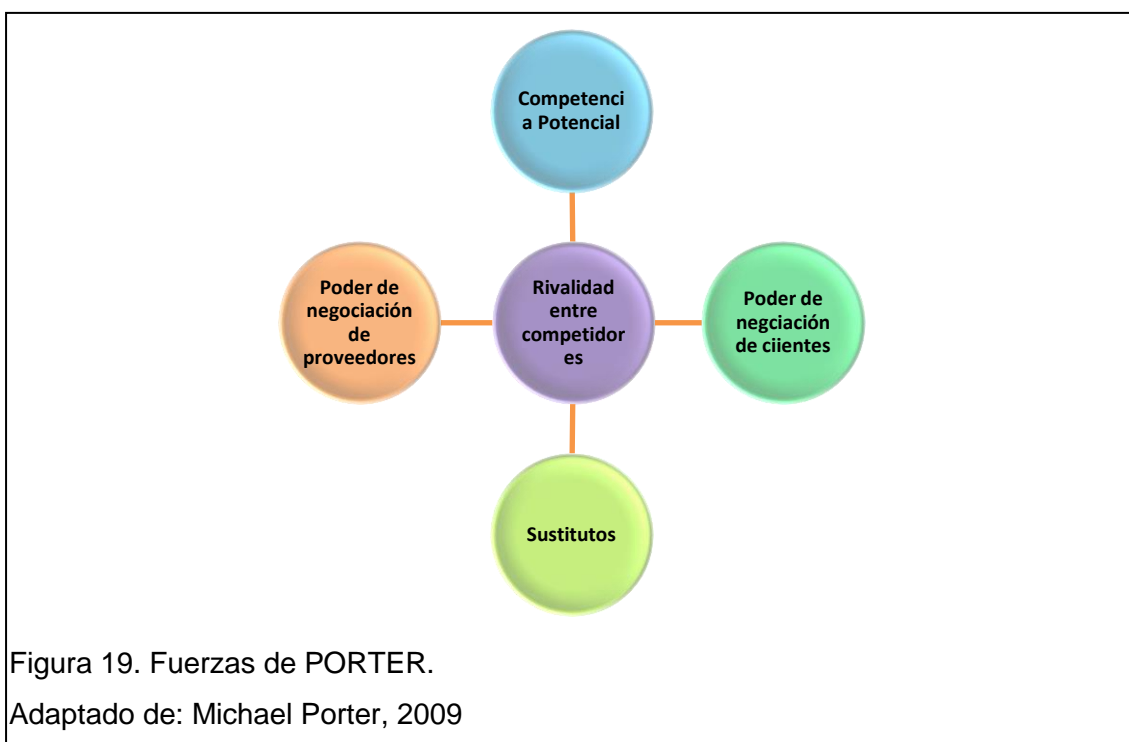 Competenci
a Potencial
Poder de
negociación
de
proveedores
Rivalidad
entre
competidor
es
Poder de
negciación
de ciientes
Sustitutos
Figura 19. Fuerzas de PORTER.
Adaptado de: Michael Porter, 2009